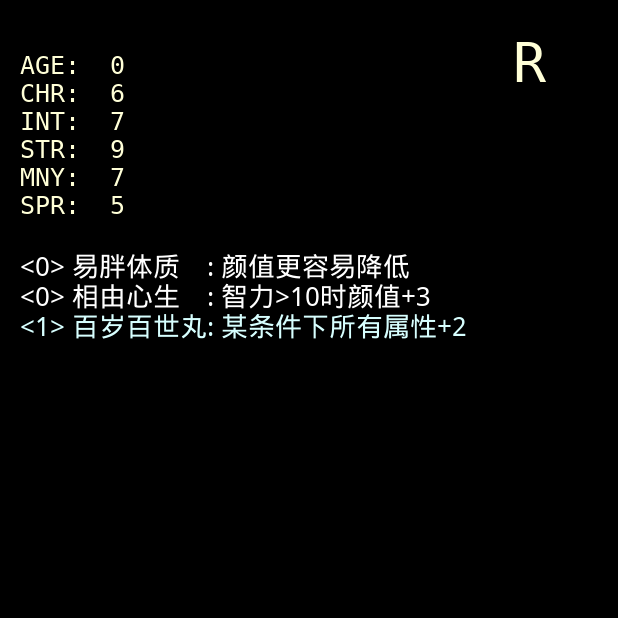 R
AGE: 0
CHR: 6
INT: 7
STR: 9
MNY: 7
SPR: 5
<0> 易胖体质 : 颜值更容易降低
<0> 相由心生 : 智力>10时颜值+3
<1> 百岁百世丸: 某条件下所有属性+2